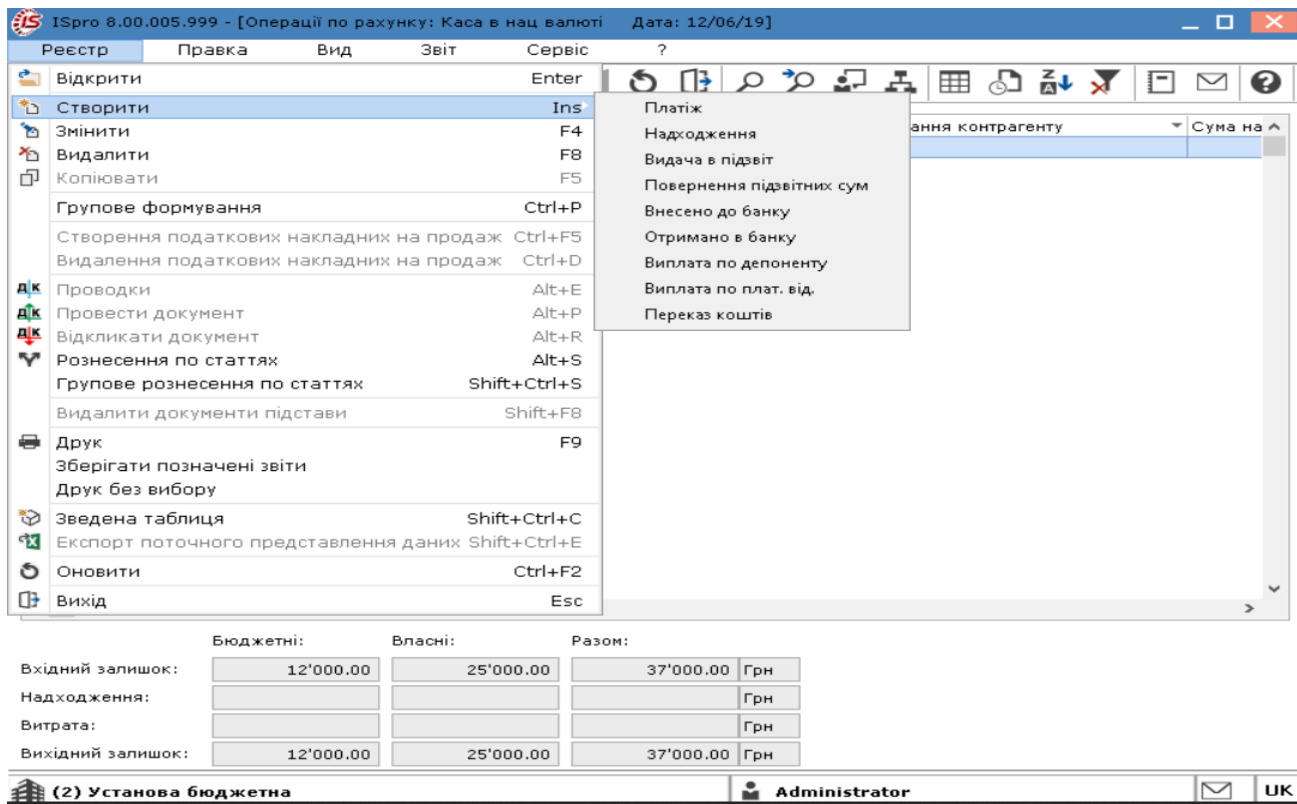 ISpro 8.00.005.999 - [Операції по рахунку: Каса в нац валюті Дата: 12/06/19]
Реєстр Правка Вид Звіт Сервіс ?
Відкрити Enter
Створити Ins
Змінити F4
Видалити F8
Копіювати F5
Групове формування Ctrl+P
Створення податкових накладних на продаж Ctrl+F5
Видалення податкових накладних на продаж Ctrl+D
Проводки Alt+E
Провести документ Alt+P
Відкликати документ Alt+R
Рознесення по статтях Alt+S
Групове рознесення по статтях Shift+Ctrl+S
Видалити документи підстави Shift+F8
Друк F9
Зберігати позначені звіти
Друк без вибору
Зведена таблиця Shift+Ctrl+C
Експорт поточного представлення даних Shift+Ctrl+E
Оновити Ctrl+F2
Вихід Esc
Платіж
Надходження
Видача в підзвіт
Повернення підзвітних сум
Внесено до банку
Отримано в банку
Виплата по депоненту
Виплата по плат. від.
Переказ коштів
ання контрагенту Сума на
Бюджетні: Власні: Разом:
Вхідний залишок: 12'000.00 25'000.00 37'000.00 Грн
Надходження: Грн
Витрата: Грн
Вихідний залишок: 12'000.00 25'000.00 37'000.00 Грн
(2) Установа бюджетна Administrator UK